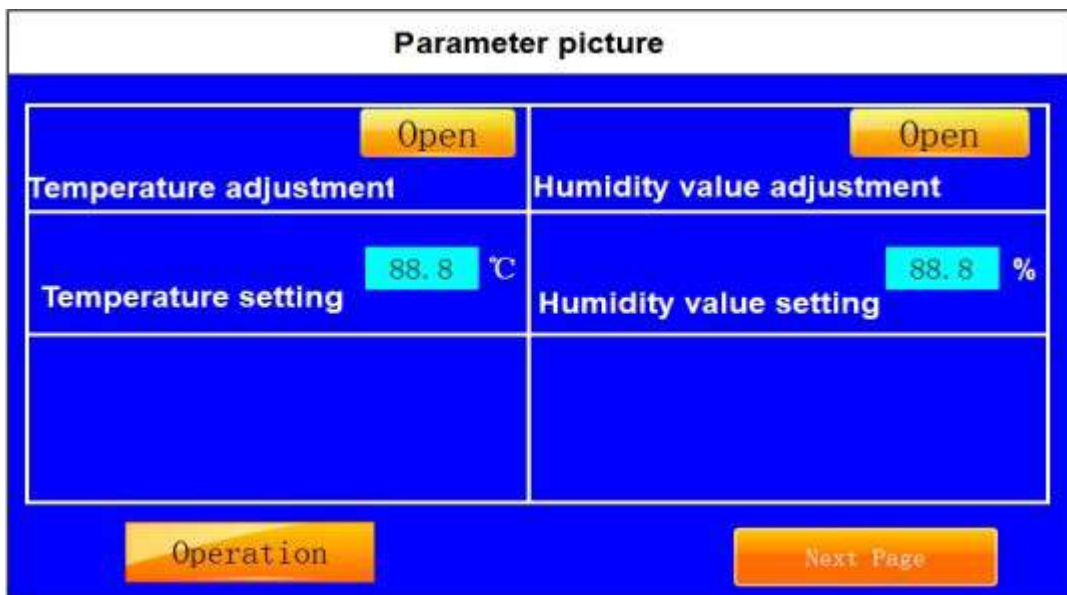 Parameter picture
Open
Open
Temperature adjustment
Humidity value adjustment
88.8 ℃
88.8 %
Temperature setting
Humidity value setting
Operation
Next Page